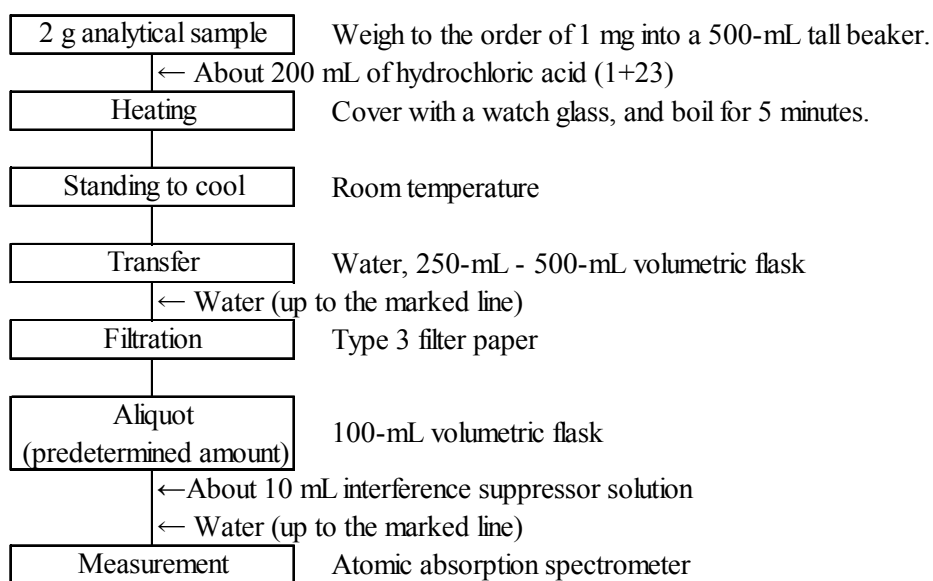 2 g analytical sample Weigh to the order of 1 mg into a 500-mL tall beaker.
← About 200 mL of hydrochloric acid (1+23)
Heating Cover with a watch glass, and boil for 5 minutes.
Standing to cool Room temperature
Transfer Water, 250-mL - 500-mL volumetric flask
← Water (up to the marked line)
Filtration Type 3 filter paper
Aliquot
(predetermined amount) 100-mL volumetric flask
←About 10 mL interference suppressor solution
← Water (up to the marked line)
Measurement Atomic absorption spectrometer